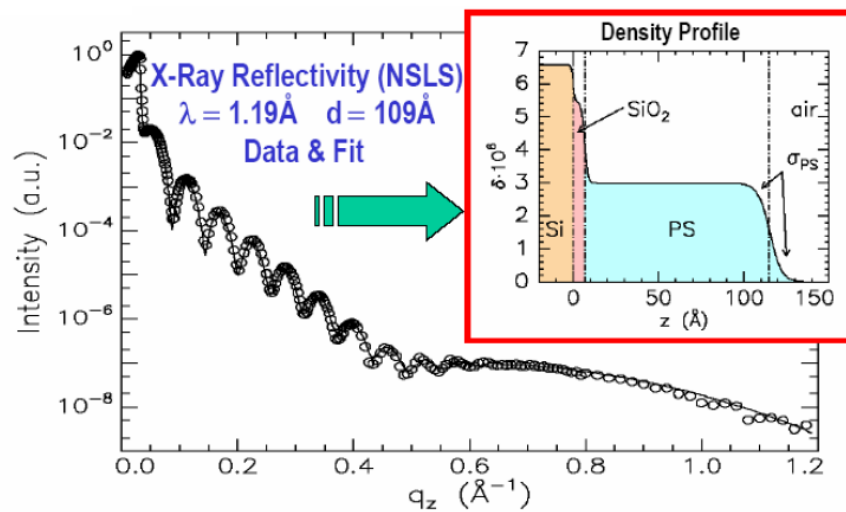 X-Ray Reflectivity (NSLS)
λ = 1.19Å d = 109Å
Data & Fit
Intensity (a.u.)
10⁰
10⁻²
10⁻⁴
10⁻⁶
10⁻⁸
0.0 0.2 0.4 0.6 0.8 1.0 1.2
q_z (Å⁻¹)
Density Profile
δ·10⁶
7
6
5
4
3
2
1
0
SiO₂
air
σ_PS
Si
PS
0 50 100 150
z (Å)